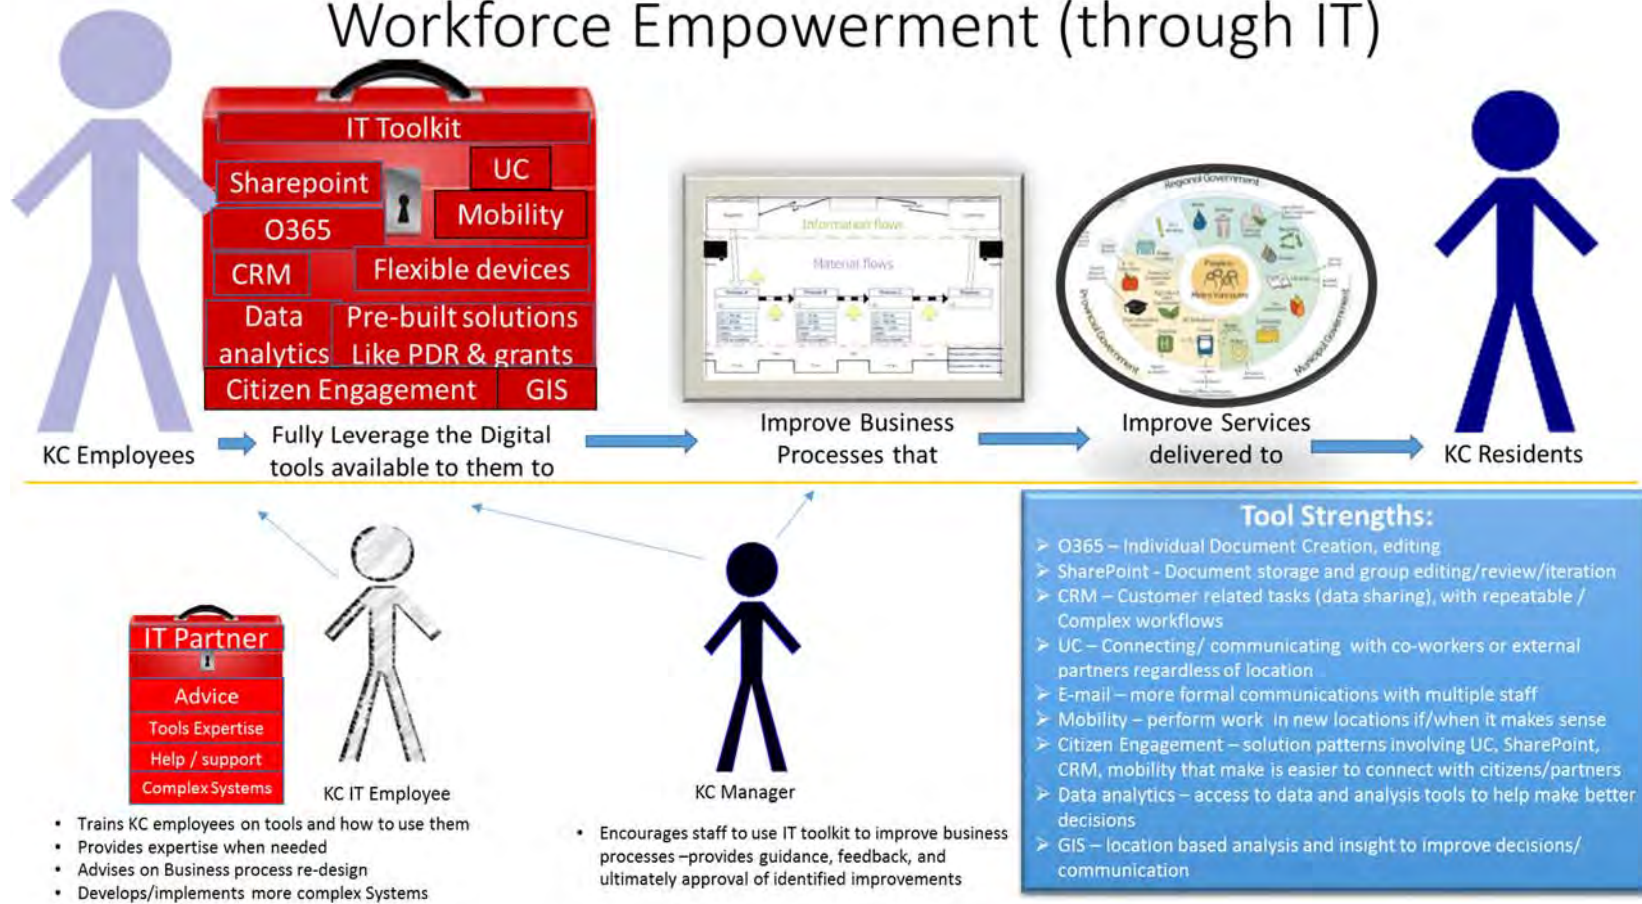 Workforce Empowerment (through IT)
IT Toolkit
UC
Sharepoint
Mobility
O365
CRM
Flexible devices
Data
analytics
Pre-built solutions
Like PDR & grants
Citizen Engagement
GIS
Information flows
Material flows
Regional Government
Provincial Government
Municipal Government
KC Employees
Fully Leverage the Digital
tools available to them to
Improve Business
Processes that
Improve Services
delivered to
KC Residents
IT Partner
Advice
Tools Expertise
Help / support
Complex Systems
KC IT Employee
• Trains KC employees on tools and how to use them
• Provides expertise when needed
• Advises on Business process re-design
• Develops/implements more complex Systems
KC Manager
• Encourages staff to use IT toolkit to improve business
processes –provides guidance, feedback, and
ultimately approval of identified improvements
Tool Strengths:
➢ O365 – Individual Document Creation, editing
➢ SharePoint - Document storage and group editing/review/iteration
➢ CRM – Customer related tasks (data sharing), with repeatable /
Complex workflows
➢ UC – Connecting/ communicating with co-workers or external
partners regardless of location
➢ E-mail – more formal communications with multiple staff
➢ Mobility – perform work in new locations if/when it makes sense
➢ Citizen Engagement – solution patterns involving UC, SharePoint,
CRM, mobility that make is easier to connect with citizens/partners
➢ Data analytics – access to data and analysis tools to help make better
decisions
➢ GIS – location based analysis and insight to improve decisions/
communication